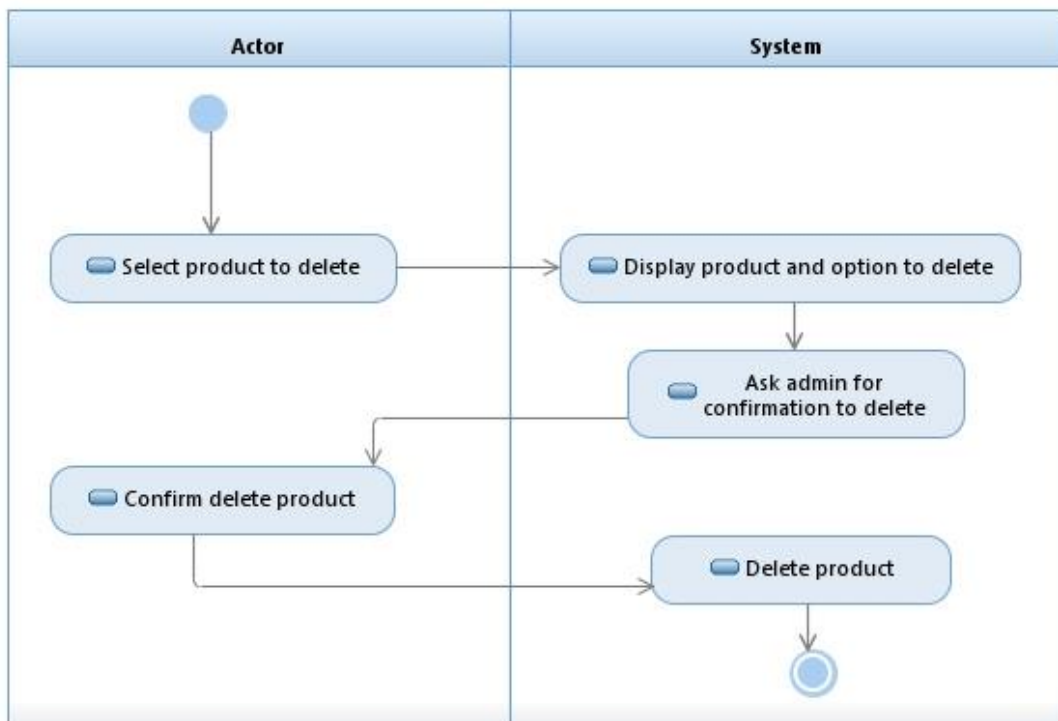 Actor
System
Select product to delete
Display product and option to delete
Ask admin for
confirmation to delete
Confirm delete product
Delete product